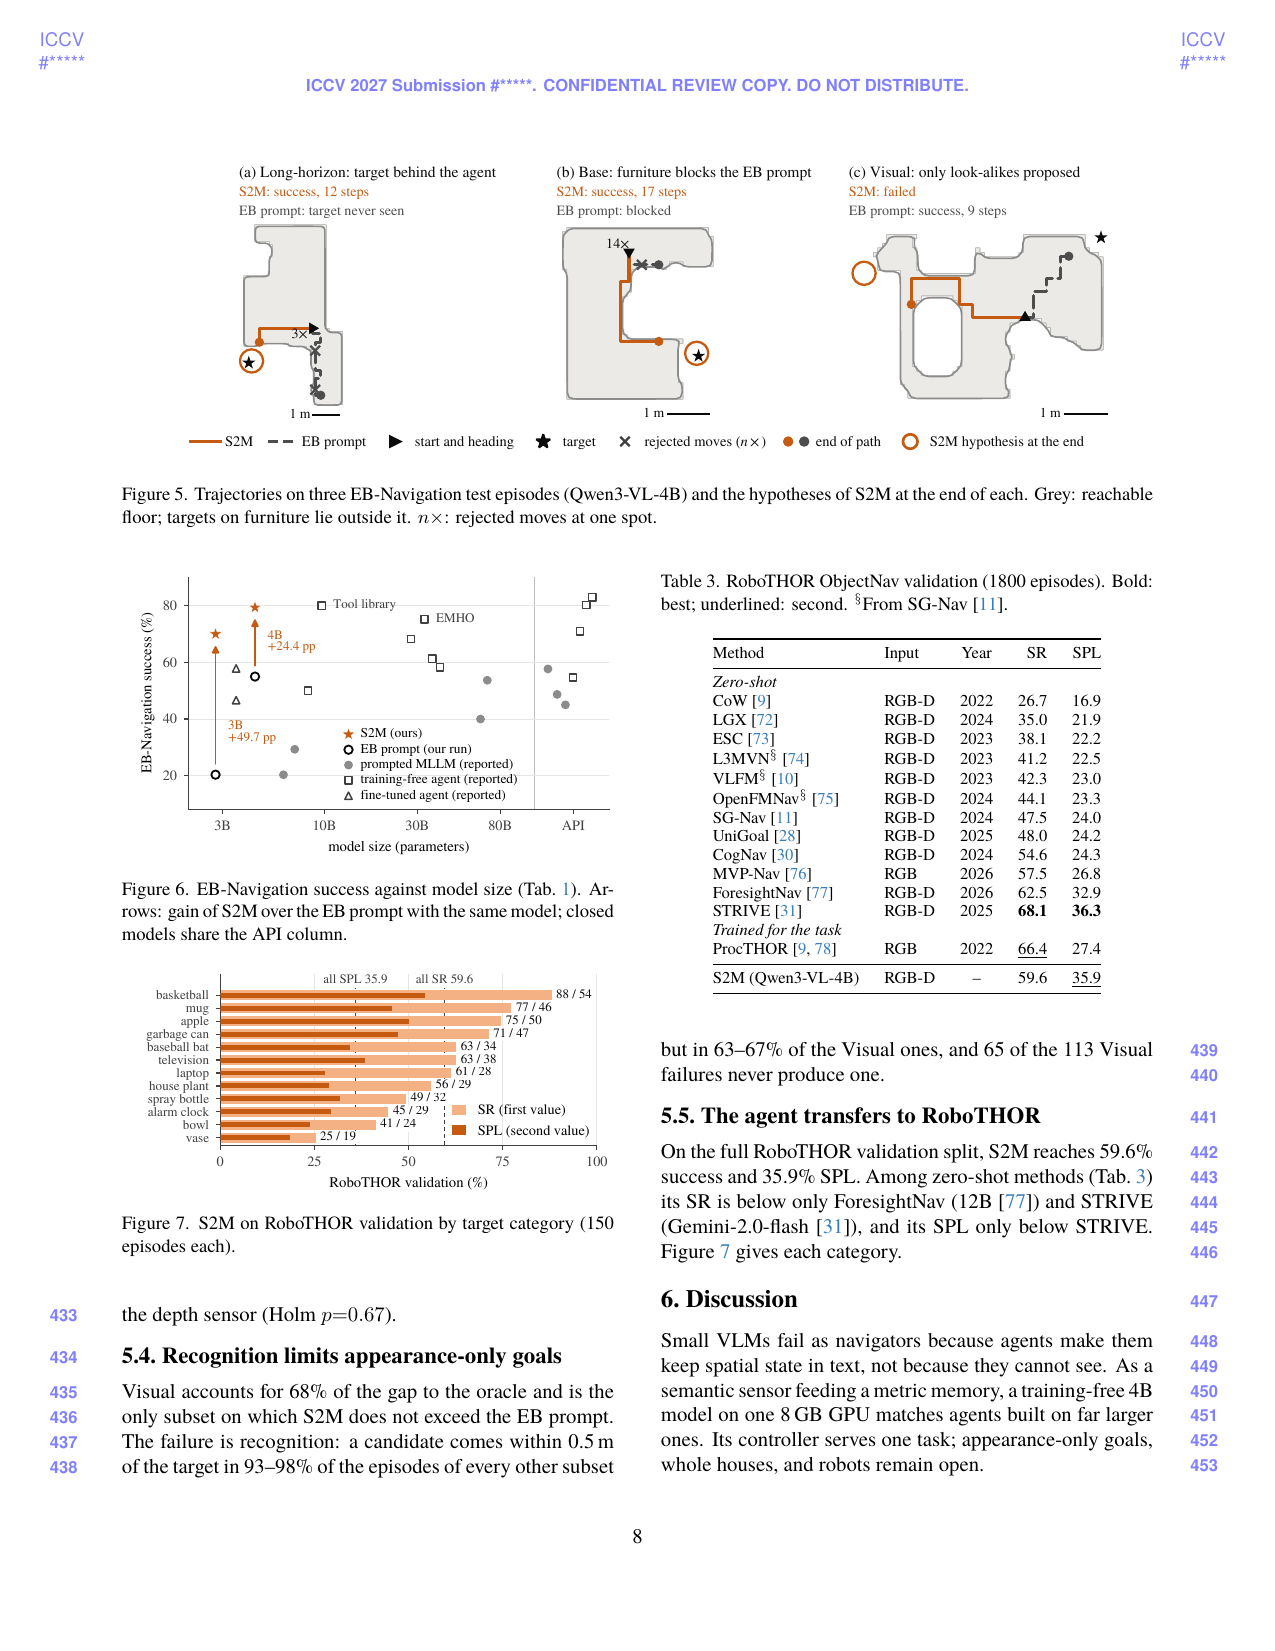 ICCV
#*****
ICCV
#*****
ICCV 2027 Submission #*****. CONFIDENTIAL REVIEW COPY. DO NOT DISTRIBUTE.
(a) Long-horizon: target behind the agent
S2M: success, 12 steps
EB prompt: target never seen
3×
1 m
(b) Base: furniture blocks the EB prompt
S2M: success, 17 steps
EB prompt: blocked
14×
1 m
(c) Visual: only look-alikes proposed
S2M: failed
EB prompt: success, 9 steps
1 m
S2M EB prompt start and heading target rejected moves (n×) end of path S2M hypothesis at the end
Figure 5. Trajectories on three EB-Navigation test episodes (Qwen3-VL-4B) and the hypotheses of S2M at the end of each. Grey: reachable
floor; targets on furniture lie outside it. n×: rejected moves at one spot.
EB-Navigation success (%)
80
60
40
20
Tool library
EMHO
4B
+24.4 pp
3B
+49.7 pp
S2M (ours)
EB prompt (our run)
prompted MLLM (reported)
training-free agent (reported)
fine-tuned agent (reported)
3B 10B 30B 80B API
model size (parameters)
Figure 6. EB-Navigation success against model size (Tab. 1). Ar-
rows: gain of S2M over the EB prompt with the same model; closed
models share the API column.
all SPL 35.9 all SR 59.6
basketball 88 / 54
mug 77 / 46
apple 75 / 50
garbage can 71 / 47
baseball bat 63 / 34
television 63 / 38
laptop 61 / 28
house plant 56 / 29
spray bottle 49 / 32
alarm clock 45 / 29
bowl 41 / 24
vase 25 / 19
SR (first value)
SPL (second value)
0 25 50 75 100
RoboTHOR validation (%)
Figure 7. S2M on RoboTHOR validation by target category (150
episodes each).
433 the depth sensor (Holm p=0.67).
434 5.4. Recognition limits appearance-only goals
435 Visual accounts for 68% of the gap to the oracle and is the
436 only subset on which S2M does not exceed the EB prompt.
437 The failure is recognition: a candidate comes within 0.5 m
438 of the target in 93–98% of the episodes of every other subset
Table 3. RoboTHOR ObjectNav validation (1800 episodes). Bold:
best; underlined: second. §From SG-Nav [11].
Method Input Year SR SPL
Zero-shot
CoW [9] RGB-D 2022 26.7 16.9
LGX [72] RGB-D 2024 35.0 21.9
ESC [73] RGB-D 2023 38.1 22.2
L3MVN§ [74] RGB-D 2023 41.2 22.5
VLFM§ [10] RGB-D 2023 42.3 23.0
OpenFMNav§ [75] RGB-D 2024 44.1 23.3
SG-Nav [11] RGB-D 2024 47.5 24.0
UniGoal [28] RGB-D 2025 48.0 24.2
CogNav [30] RGB-D 2024 54.6 24.3
MVP-Nav [76] RGB 2026 57.5 26.8
ForesightNav [77] RGB-D 2026 62.5 32.9
STRIVE [31] RGB-D 2025 68.1 36.3
Trained for the task
ProcTHOR [9, 78] RGB 2022 66.4 27.4
S2M (Qwen3-VL-4B) RGB-D – 59.6 35.9
but in 63–67% of the Visual ones, and 65 of the 113 Visual 439
failures never produce one. 440
5.5. The agent transfers to RoboTHOR 441
On the full RoboTHOR validation split, S2M reaches 59.6% 442
success and 35.9% SPL. Among zero-shot methods (Tab. 3) 443
its SR is below only ForesightNav (12B [77]) and STRIVE 444
(Gemini-2.0-flash [31]), and its SPL only below STRIVE. 445
Figure 7 gives each category. 446
6. Discussion 447
Small VLMs fail as navigators because agents make them 448
keep spatial state in text, not because they cannot see. As a 449
semantic sensor feeding a metric memory, a training-free 4B 450
model on one 8 GB GPU matches agents built on far larger 451
ones. Its controller serves one task; appearance-only goals, 452
whole houses, and robots remain open. 453
8